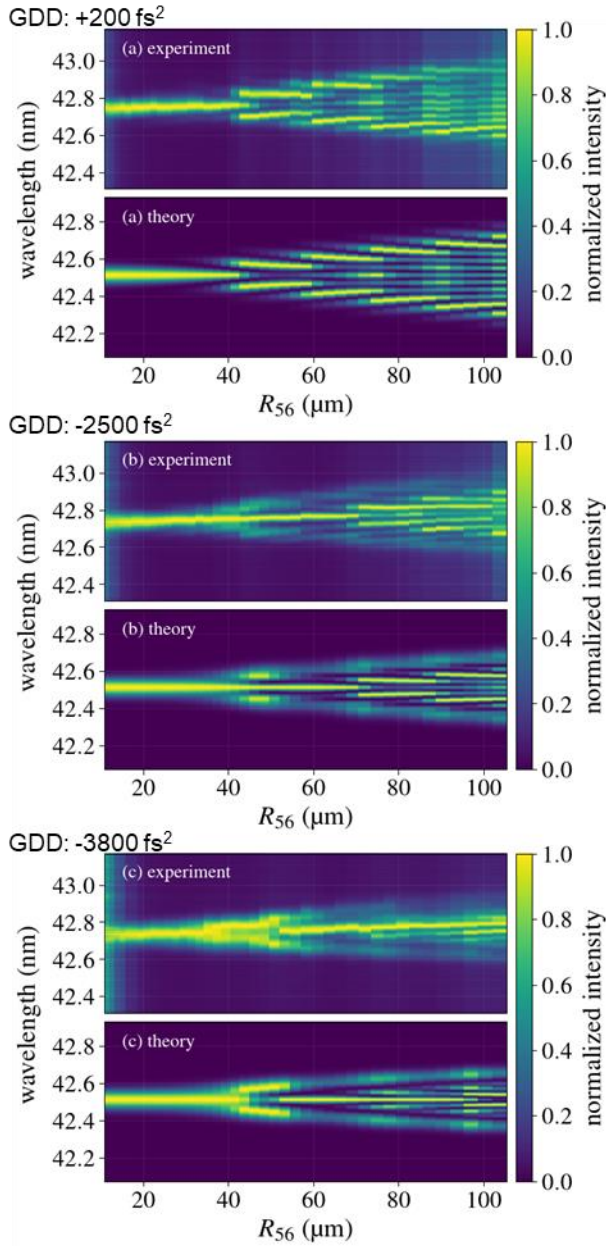 GDD: +200 fs²
(a) experiment
43.0
42.8
42.6
42.4
(a) theory
42.8
42.6
42.4
42.2
wavelength (nm)
20 40 60 80 100
R₅₆ (μm)
1.0
0.8
0.6
0.4
0.2
0.0
normalized intensity
GDD: -2500 fs²
(b) experiment
43.0
42.8
42.6
42.4
(b) theory
42.8
42.6
42.4
42.2
wavelength (nm)
20 40 60 80 100
R₅₆ (μm)
1.0
0.8
0.6
0.4
0.2
0.0
normalized intensity
GDD: -3800 fs²
(c) experiment
43.0
42.8
42.6
42.4
(c) theory
42.8
42.6
42.4
42.2
wavelength (nm)
20 40 60 80 100
R₅₆ (μm)
1.0
0.8
0.6
0.4
0.2
0.0
normalized intensity